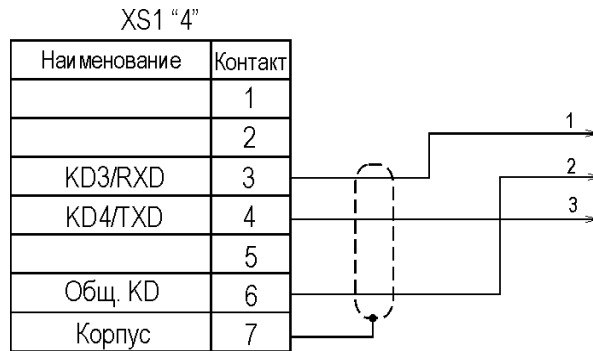 XS1 “4”
Наименование Контакт
1
2
KD3/RXD 3
KD4/TXD 4
5
Общ. KD 6
Корпус 7
1
2
3